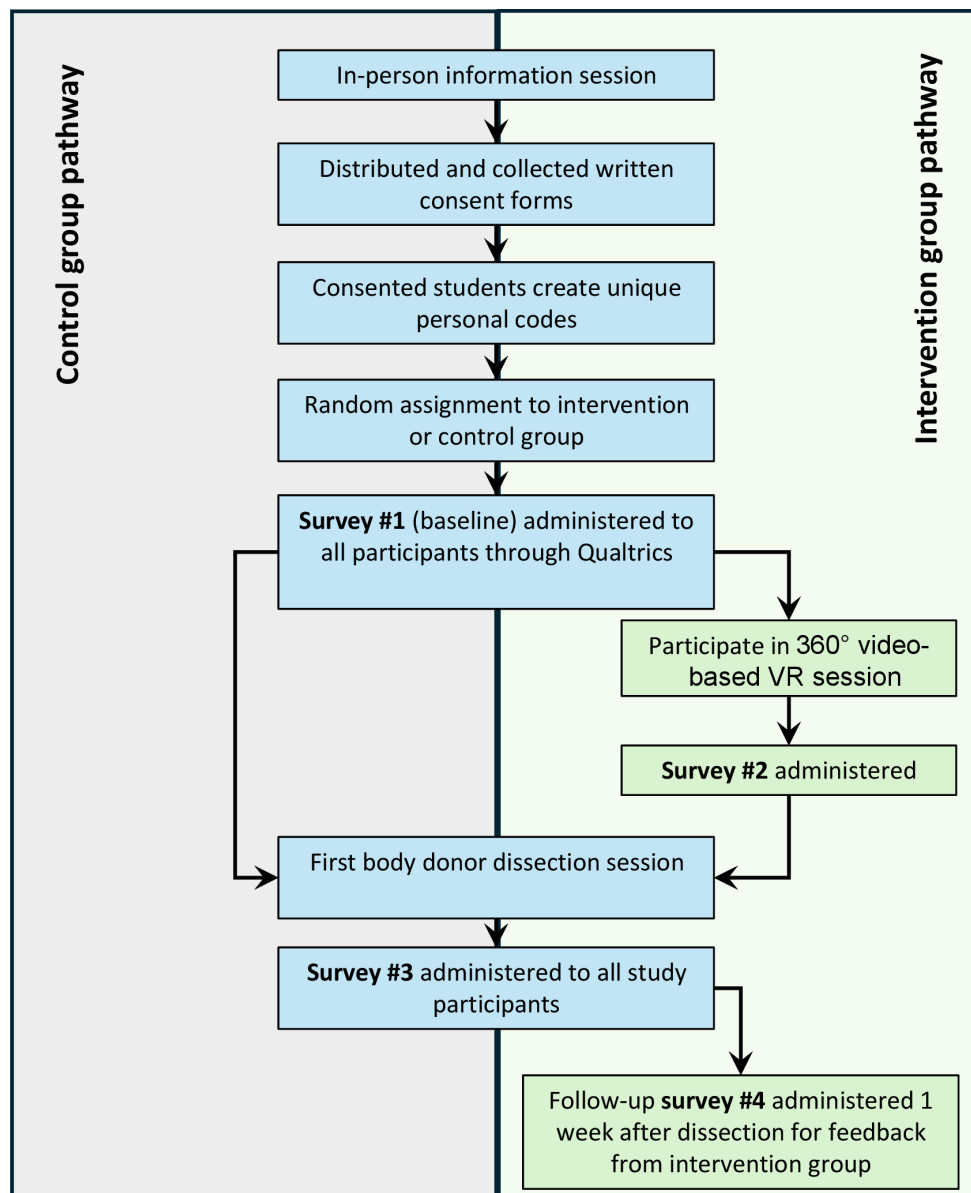 Control group pathway
Intervention group pathway
In-person information session
Distributed and collected written
consent forms
Consented students create unique
personal codes
Random assignment to intervention
or control group
Survey #1 (baseline) administered to
all participants through Qualtrics
Participate in 360° video-
based VR session
Survey #2 administered
First body donor dissection session
Survey #3 administered to all study
participants
Follow-up survey #4 administered 1
week after dissection for feedback
from intervention group